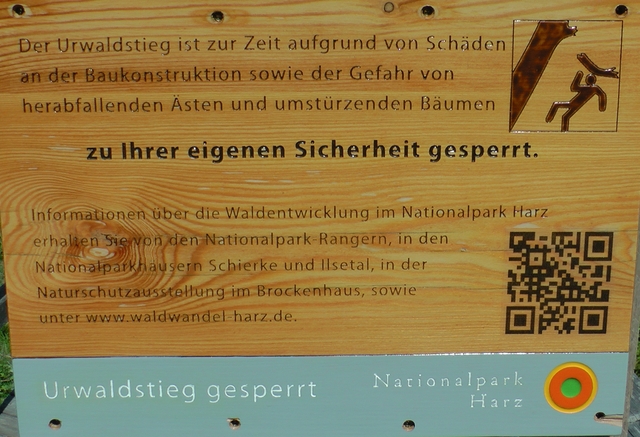 Der Urwaldstieg ist zur Zeit aufgrund von Schäden
an der Baukonstruktion sowie der Gefahr von
herabfallenden Ästen und umstürzenden Bäumen
zu Ihrer eigenen Sicherheit gesperrt.
Informationen über die Waldentwicklung im Nationalpark Harz
erhalten Sie von den Nationalpark-Rangern, in den
Nationalparkhäusern Schierke und Ilsetal, in der
Naturschutzausstellung im Brockenhaus, sowie
unter www.waldwandel-harz.de.
Urwaldstieg gesperrt
Nationalpark
Harz